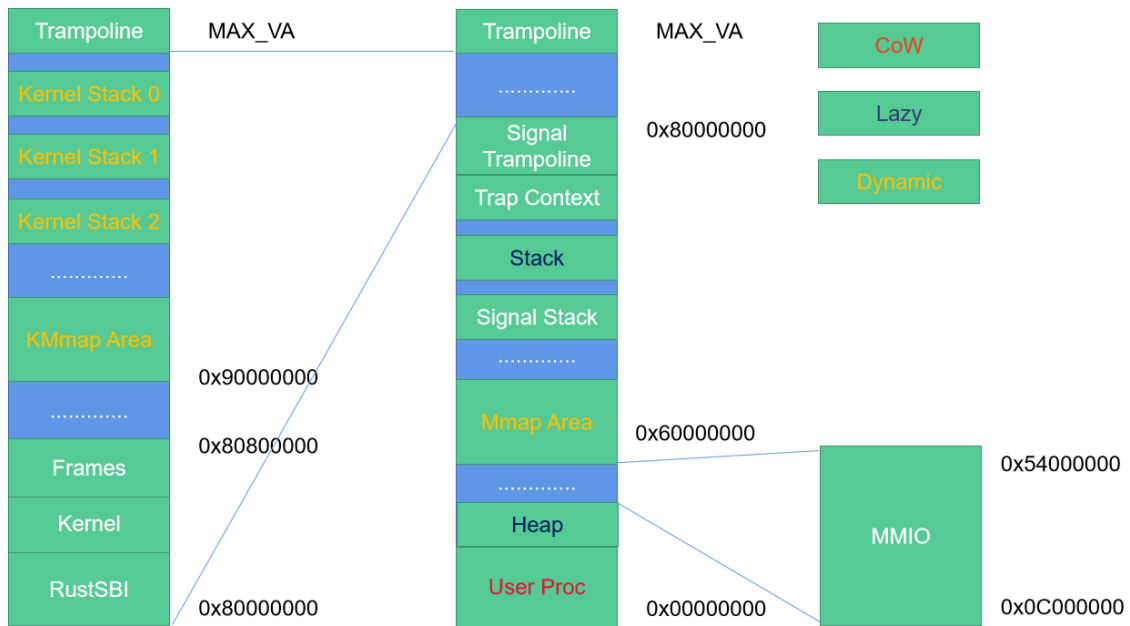 Trampoline
MAX_VA
Kernel Stack 0
Kernel Stack 1
Kernel Stack 2
.............
KMmap Area
0x90000000
.............
0x80800000
Frames
Kernel
RustSBI
0x80000000
Trampoline
MAX_VA
.............
0x80000000
Signal
Trampoline
Trap Context
Stack
Signal Stack
.............
Mmap Area
0x60000000
.............
Heap
User Proc
0x00000000
CoW
Lazy
Dynamic
0x54000000
MMIO
0x0C000000